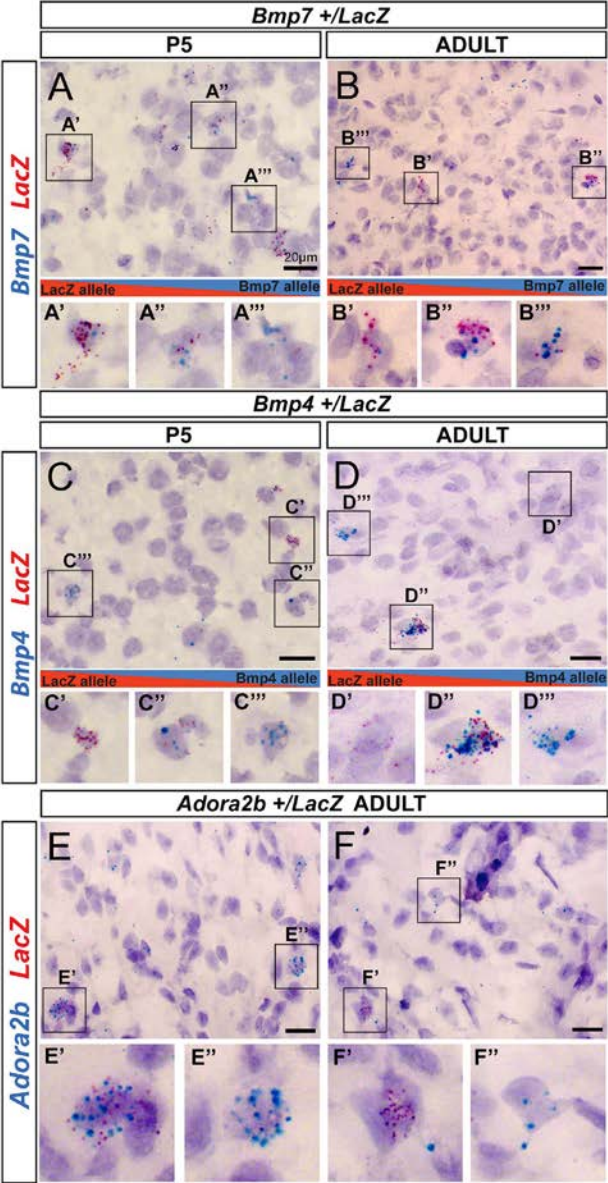 Bmp7 +/LacZ
P5
ADULT
Bmp7 LacZ
A
A'
A''
A'''
20µm
B
B'''
B'
B''
LacZ allele
Bmp7 allele
LacZ allele
Bmp7 allele
A'
A''
A'''
B'
B''
B'''
Bmp4 +/LacZ
P5
ADULT
Bmp4 LacZ
C
C'
C''
C'''
D
D'''
D'
D''
LacZ allele
Bmp4 allele
LacZ allele
Bmp4 allele
C'
C''
C'''
D'
D''
D'''
Adora2b +/LacZ ADULT
Adora2b LacZ
E
E'
E''
F
F''
F'
E'
E''
F'
F''